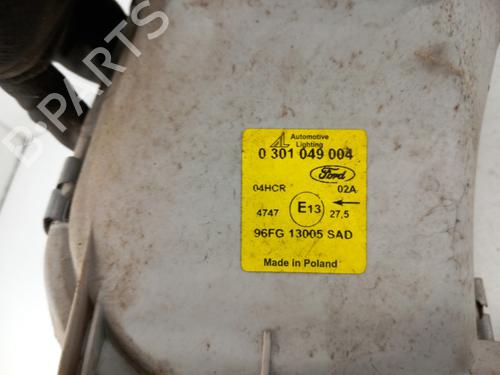 Automotive
Lighting
0 301 049 004
Ford
04HCR 02A
E13
4747 27,5
96FG 13005 SAD
Made in Poland
B-PARTS